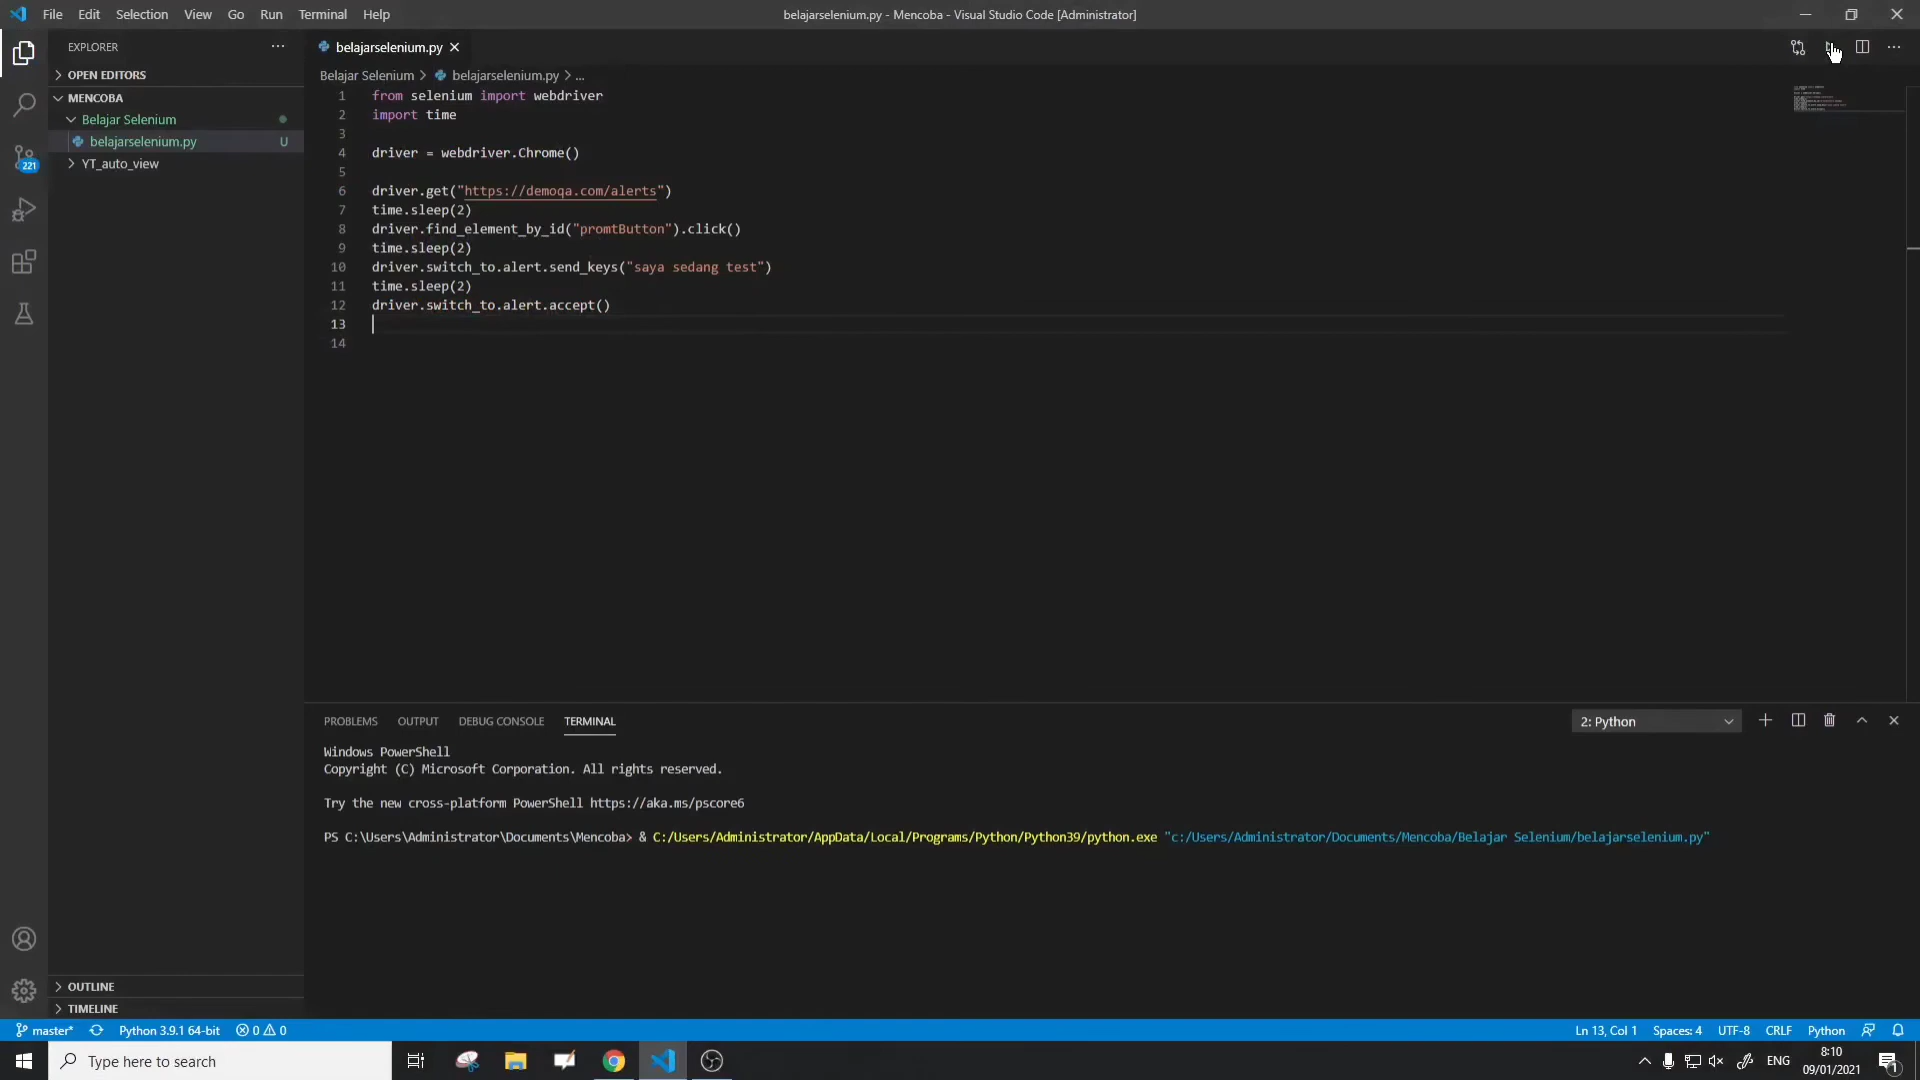 File Edit Selection View Go Run Terminal Help
belajarselenium.py - Mencoba - Visual Studio Code [Administrator]
EXPLORER
OPEN EDITORS
MENCOBA
Belajar Selenium
belajarselenium.py U
YT_auto_view
221
OUTLINE
TIMELINE
belajarselenium.py
Belajar Selenium > belajarselenium.py > ...
1 from selenium import webdriver
2 import time
3
4 driver = webdriver.Chrome()
5
6 driver.get("https://demoqa.com/alerts")
7 time.sleep(2)
8 driver.find_element_by_id("promtButton").click()
9 time.sleep(2)
10 driver.switch_to.alert.send_keys("saya sedang test")
11 time.sleep(2)
12 driver.switch_to.alert.accept()
13
14
PROBLEMS OUTPUT DEBUG CONSOLE TERMINAL
2: Python
Windows PowerShell
Copyright (C) Microsoft Corporation. All rights reserved.
Try the new cross-platform PowerShell https://aka.ms/pscore6
PS C:\Users\Administrator\Documents\Mencoba> & C:/Users/Administrator/AppData/Local/Programs/Python/Python39/python.exe "c:/Users/Administrator/Documents/Mencoba/Belajar Selenium/belajarselenium.py"
master* Python 3.9.1 64-bit 0 0
Ln 13, Col 1 Spaces: 4 UTF-8 CRLF Python
Type here to search
ENG
8:10
09/01/2021
1